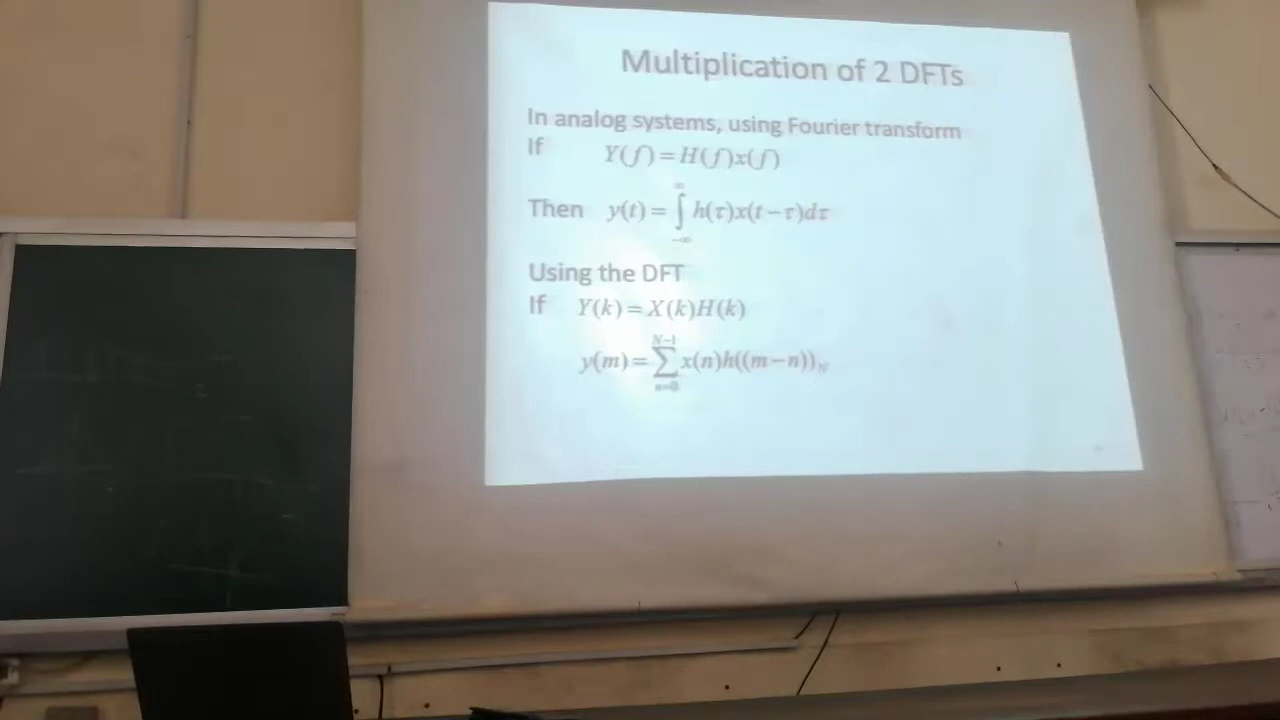 Multiplication of 2 DFTs
In analog systems, using Fourier transform
If Y(f)=H(f)x(f)
Then y(t)=∫_{-∞}^{∞} h(τ)x(t-τ)dτ
Using the DFT
If Y(k)=X(k)H(k)
y(m)=∑_{n=0}^{N-1} x(n)h((m-n))_N